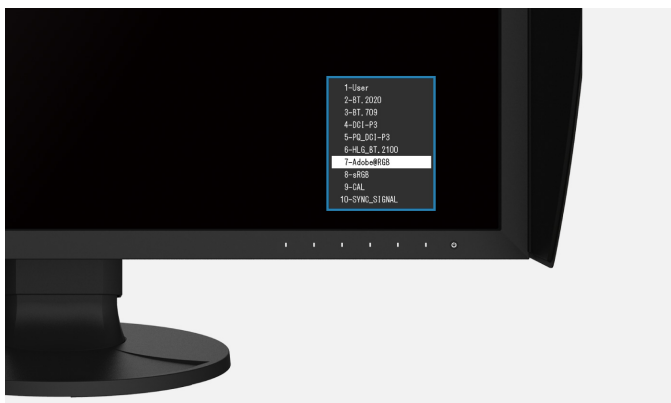 1-User
2-BT.2020
3-BT.709
4-DCI-P3
5-PQ_DCI-P3
6-HLG_BT.2100
7-Adobe®RGB
8-sRGB
9-CAL
10-SYNC_SIGNAL